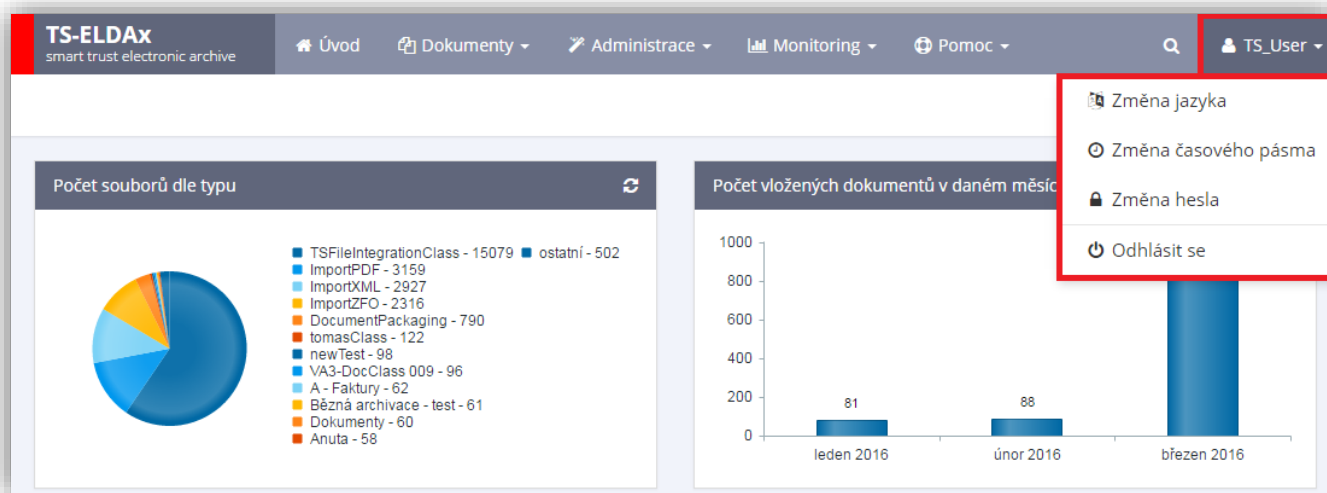 TS-ELDAx
smart trust electronic archive
Úvod
Dokumenty
Administrace
Monitoring
Pomoc
TS_User
Změna jazyka
Změna časového pásma
Změna hesla
Odhlásit se
Počet souborů dle typu
TSFileIntegrationClass - 15079 ostatní - 502
ImportPDF - 3159
ImportXML - 2927
ImportZFO - 2316
DocumentPackaging - 790
tomasClass - 122
newTest - 98
VA3-DocClass 009 - 96
A - Faktury - 62
Bězná archivace - test - 61
Dokumenty - 60
Anuta - 58
Počet vložených dokumentů v daném měsíc
1000
800
600
400
200
0
81
88
leden 2016
únor 2016
březen 2016